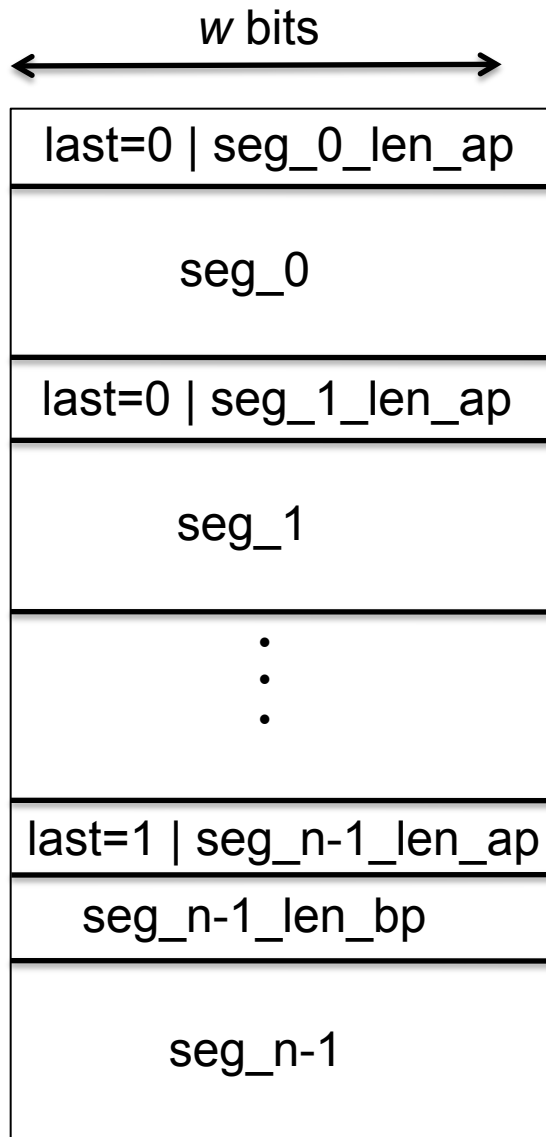 w bits
last=0 | seg_0_len_ap
seg_0
last=0 | seg_1_len_ap
seg_1
last=1 | seg_n-1_len_ap
seg_n-1_len_bp
seg_n-1